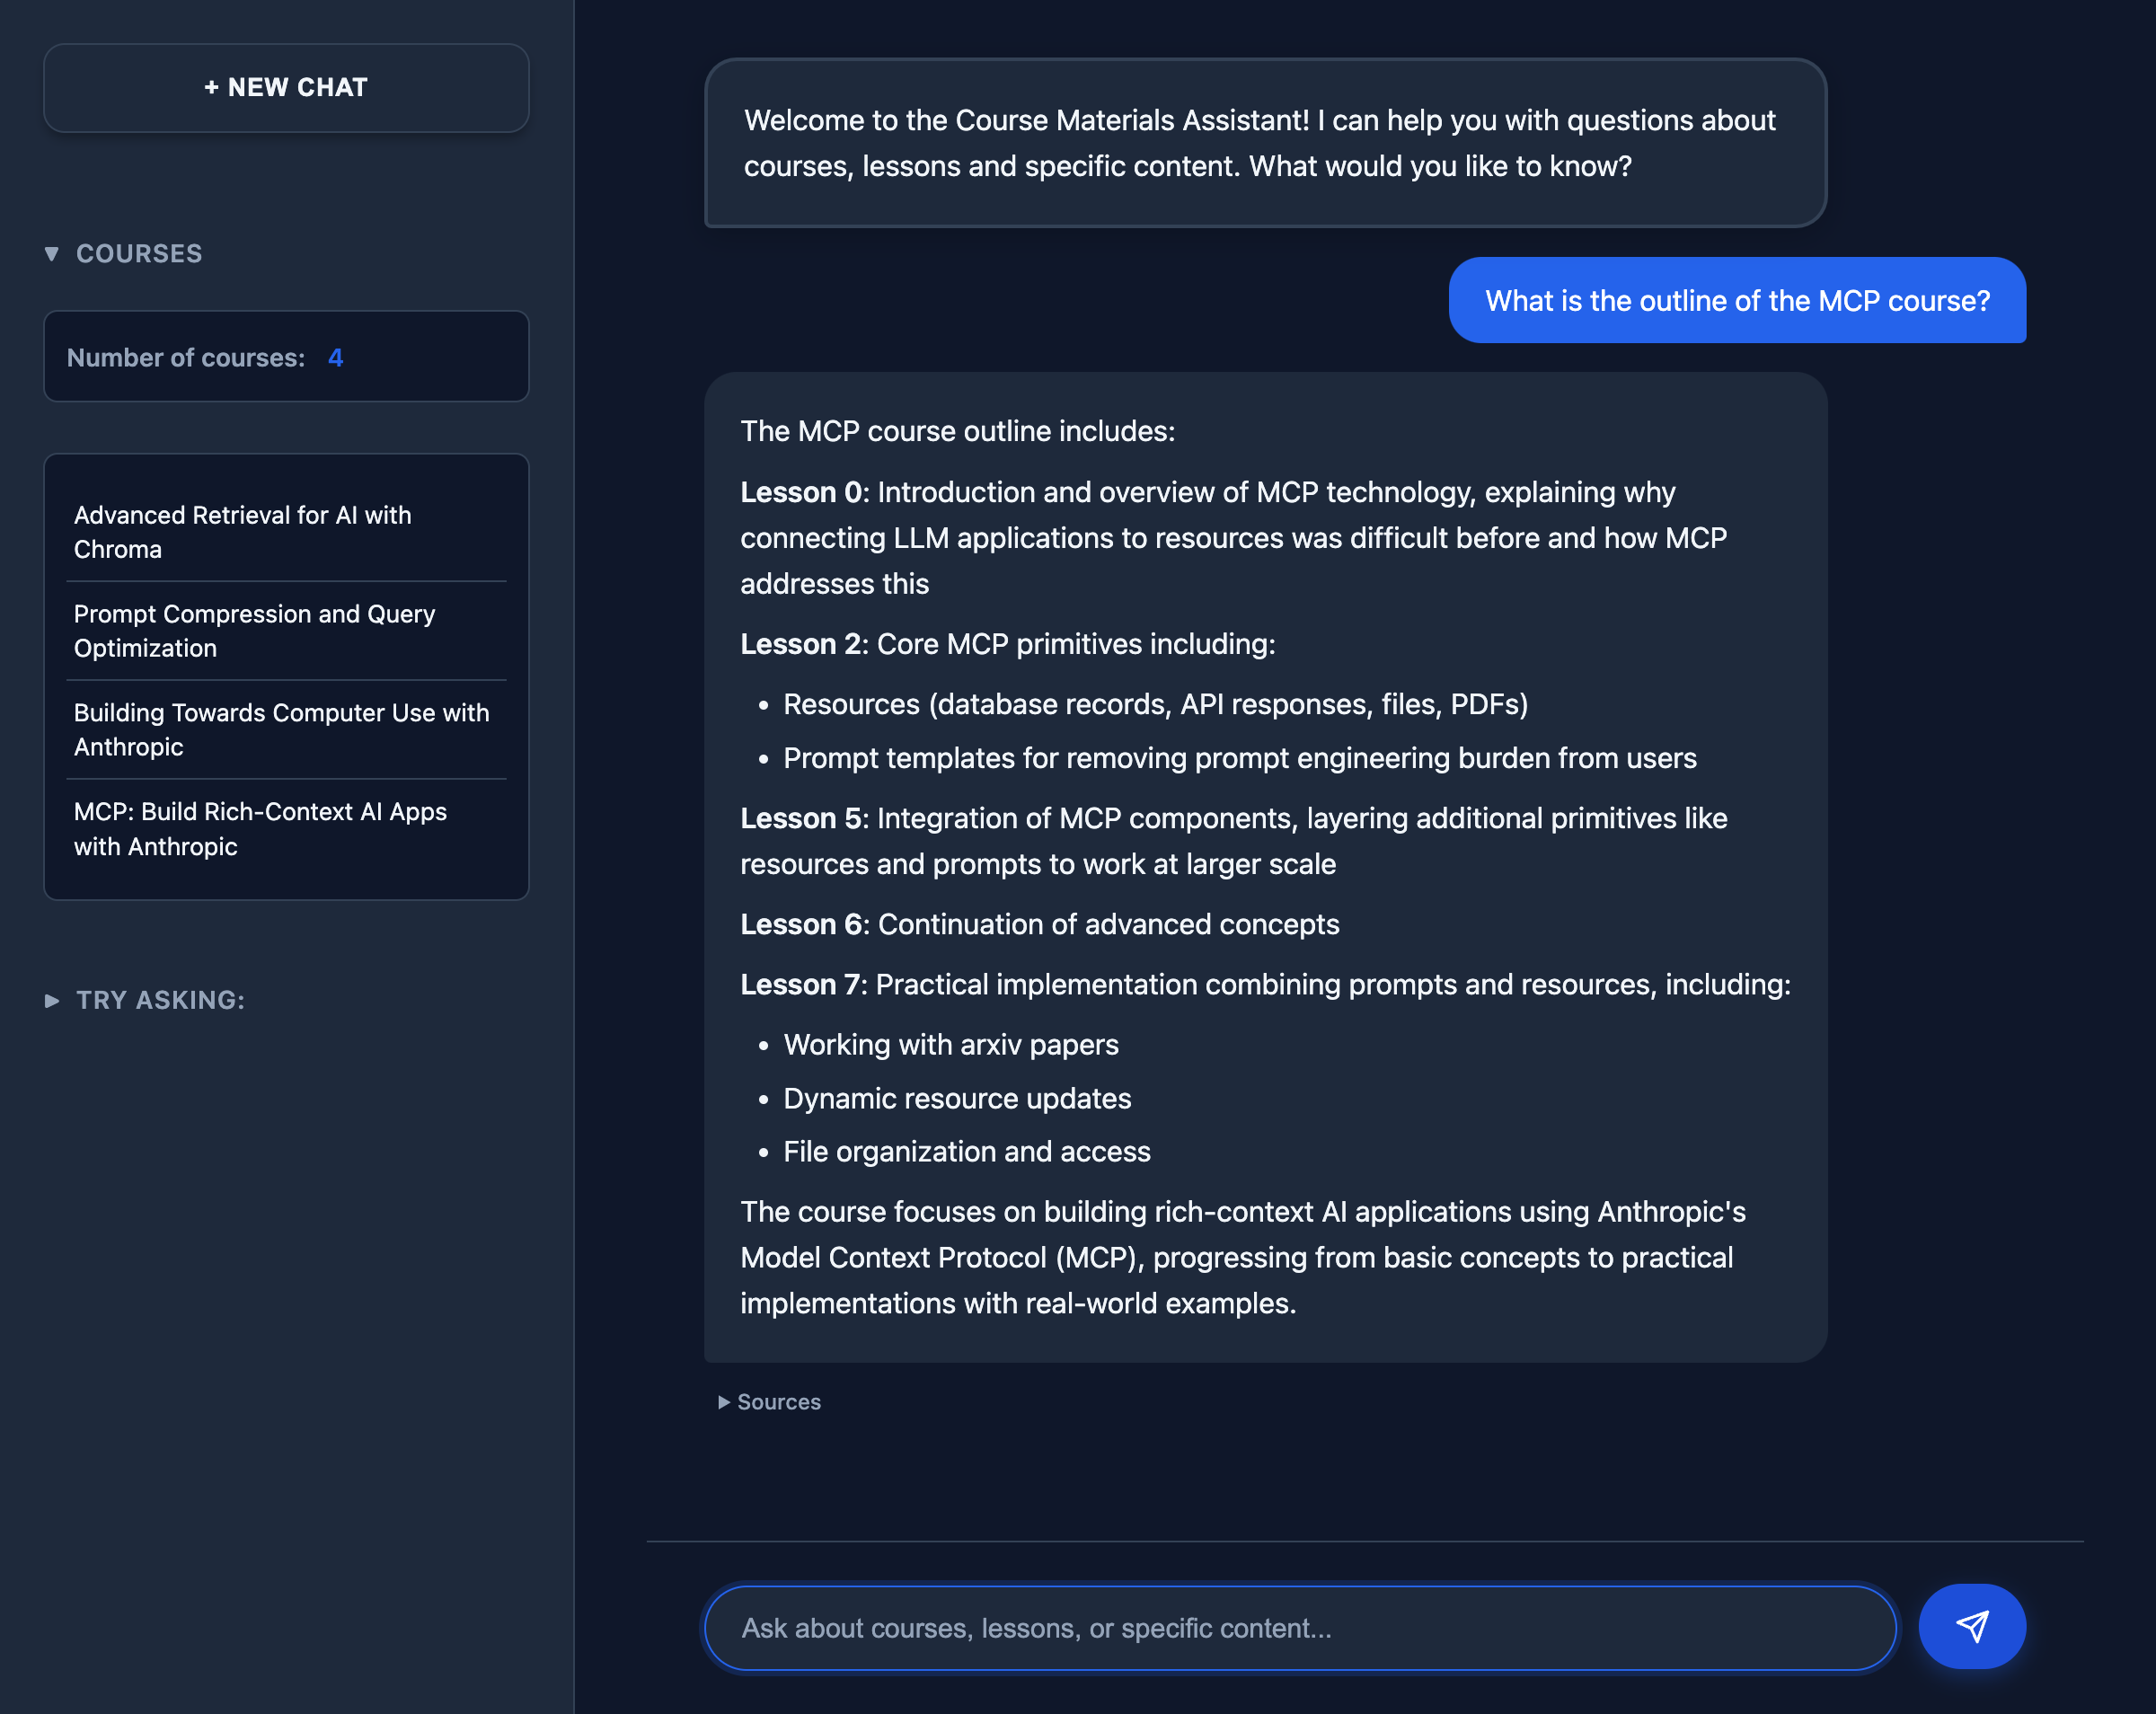 + NEW CHAT
▼ COURSES
Number of courses: 4
Advanced Retrieval for AI with
Chroma
Prompt Compression and Query
Optimization
Building Towards Computer Use with
Anthropic
MCP: Build Rich-Context AI Apps
with Anthropic
▶ TRY ASKING:
Welcome to the Course Materials Assistant! I can help you with questions about
courses, lessons and specific content. What would you like to know?
What is the outline of the MCP course?
The MCP course outline includes:
Lesson 0: Introduction and overview of MCP technology, explaining why
connecting LLM applications to resources was difficult before and how MCP
addresses this
Lesson 2: Core MCP primitives including:
• Resources (database records, API responses, files, PDFs)
• Prompt templates for removing prompt engineering burden from users
Lesson 5: Integration of MCP components, layering additional primitives like
resources and prompts to work at larger scale
Lesson 6: Continuation of advanced concepts
Lesson 7: Practical implementation combining prompts and resources, including:
• Working with arxiv papers
• Dynamic resource updates
• File organization and access
The course focuses on building rich-context AI applications using Anthropic's
Model Context Protocol (MCP), progressing from basic concepts to practical
implementations with real-world examples.
▶ Sources
Ask about courses, lessons, or specific content...